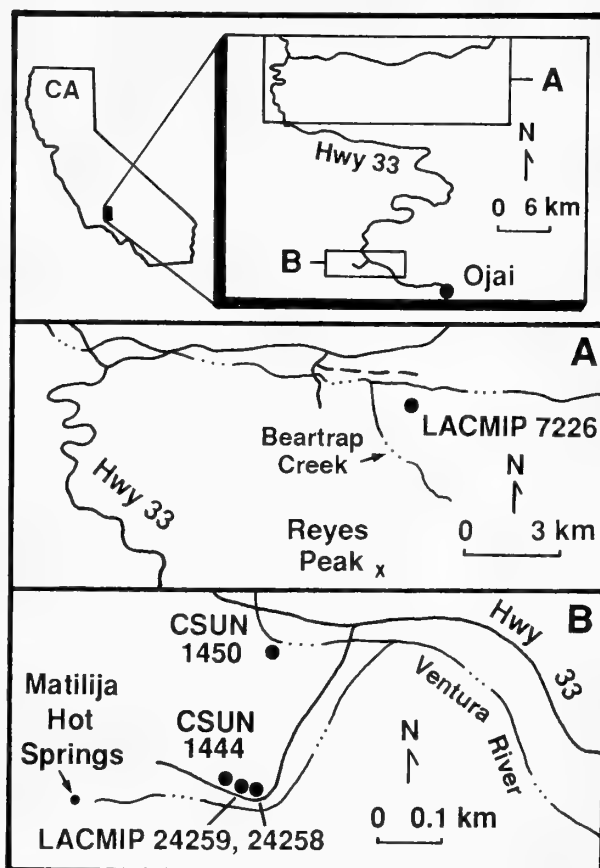 CA
A
Hwy 33
N
0 6 km
B
Ojai
A
LACMIP 7226
Beartrap
Creek
N
Hwy 33
0 3 km
Reyes
Peak x
B
Hwy
33
CSUN
1450
Ventura
River
Matilija
Hot
Springs
CSUN
1444
N
0 0.1 km
LACMIP 24259, 24258